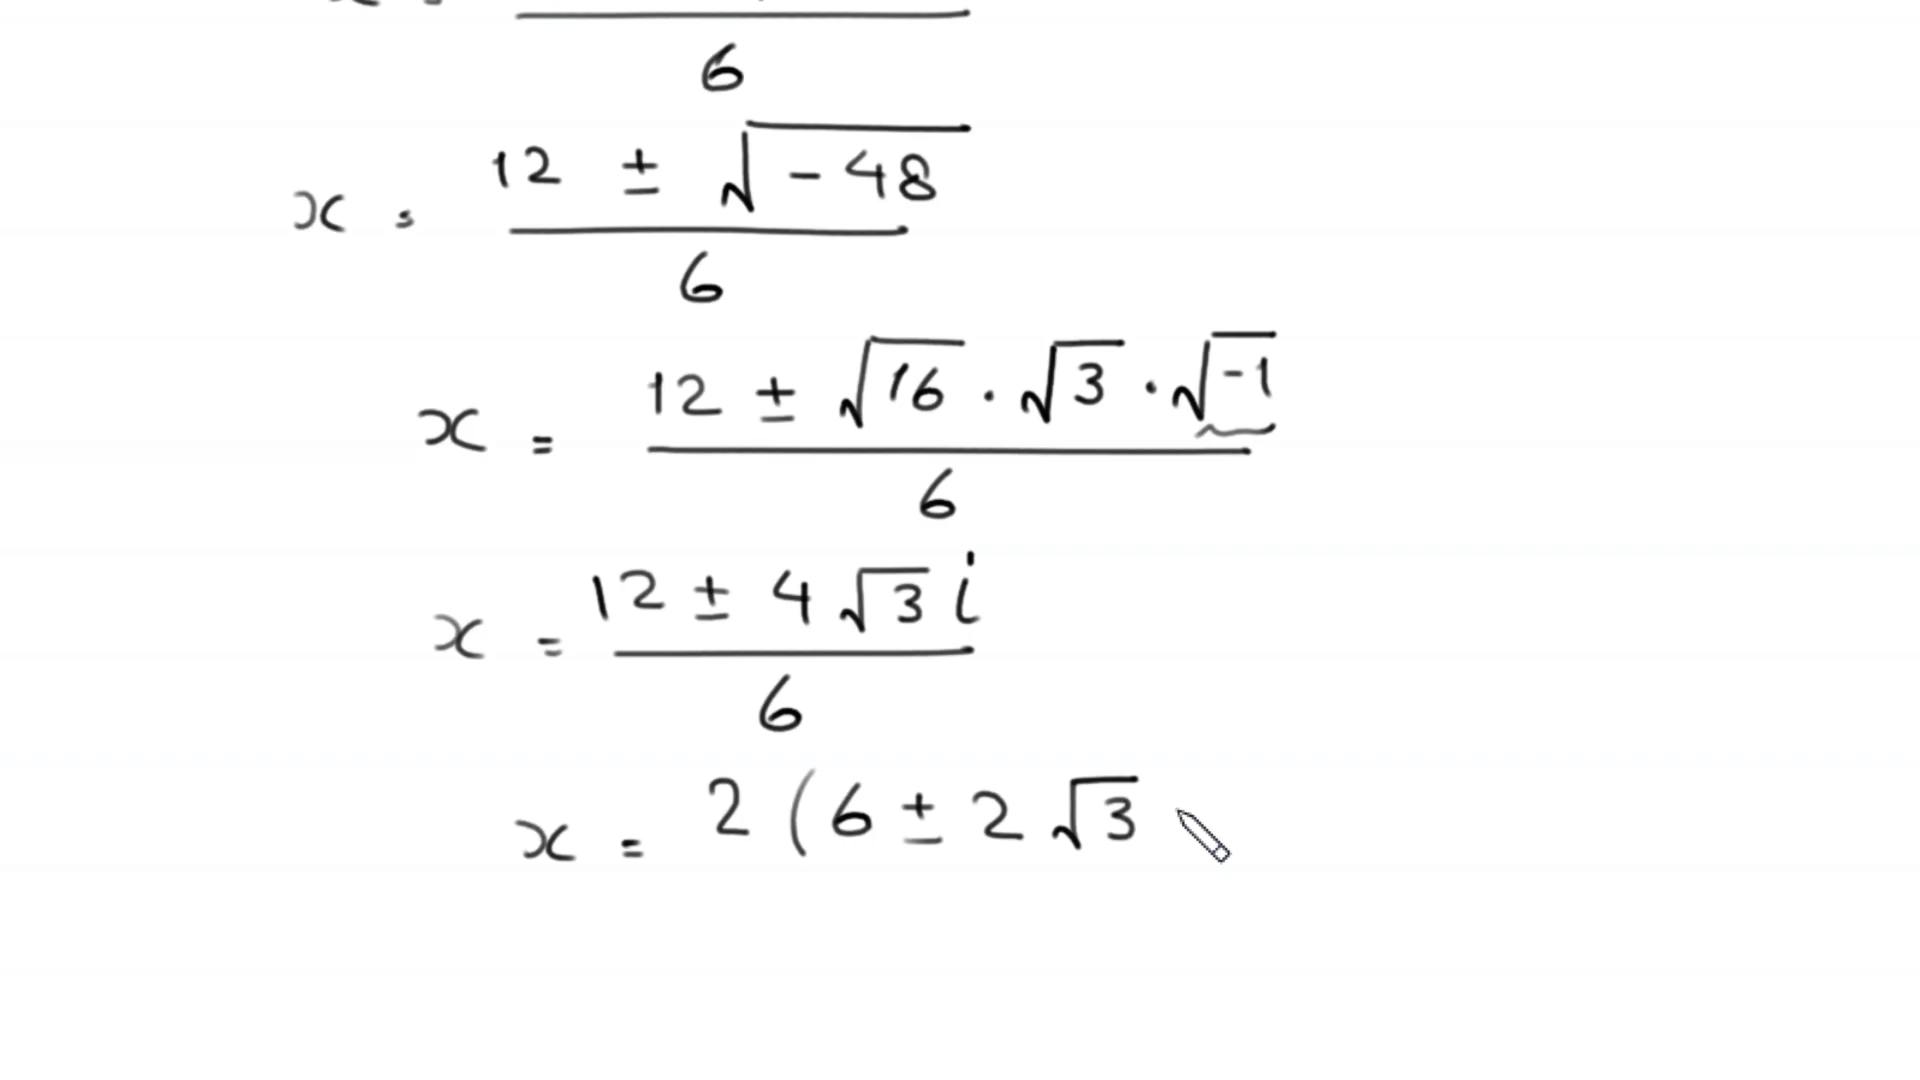 6
x = 12 ± √-48
6
x = 12 ± √16 · √3 · √-1
6
x = 12 ± 4 √3 i
6
x = 2 ( 6 ± 2 √3